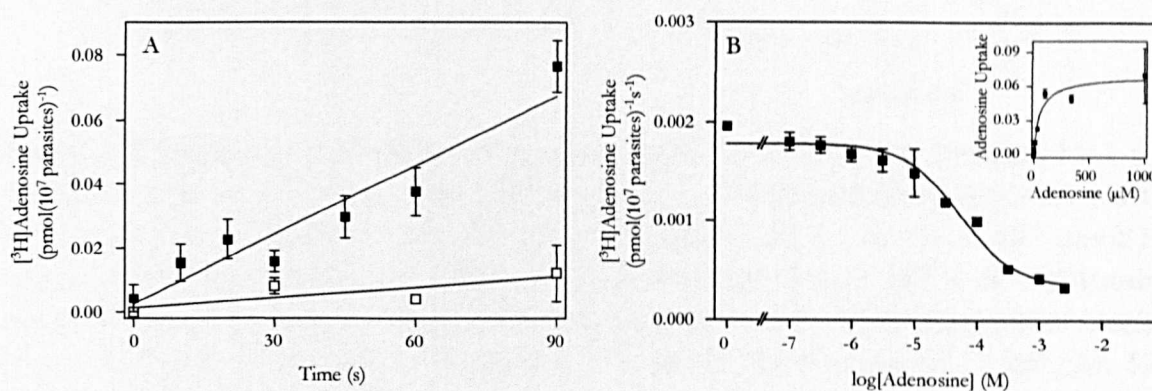 A
[³H]Adenosine Uptake
(pmol(10⁷ parasites)⁻¹)
0.08
0.06
0.04
0.02
0.00
0
30
60
90
Time (s)
B
[³H]Adenosine Uptake
(pmol(10⁷ parasites)⁻¹s⁻¹)
0.003
0.002
0.001
0.000
0
-7
-6
-5
-4
-3
-2
log[Adenosine] (M)
Adenosine Uptake
0.09
0.06
0.03
0.00
0
500
1000
Adenosine (µM)